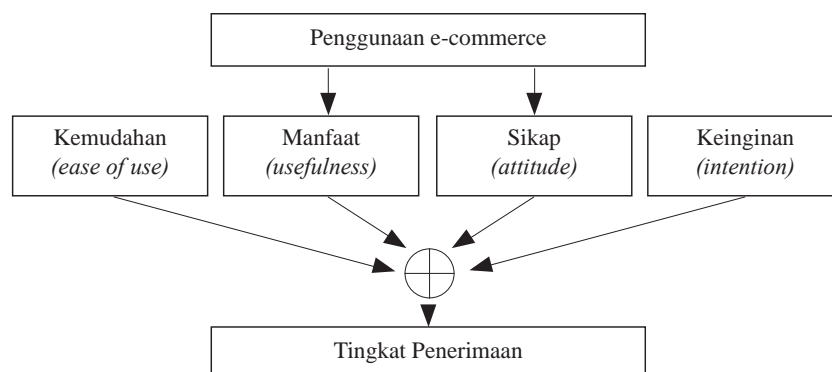 Penggunaan e-commerce
Kemudahan
(ease of use)
Manfaat
(usefulness)
Sikap
(attitude)
Keinginan
(intention)
Tingkat Penerimaan